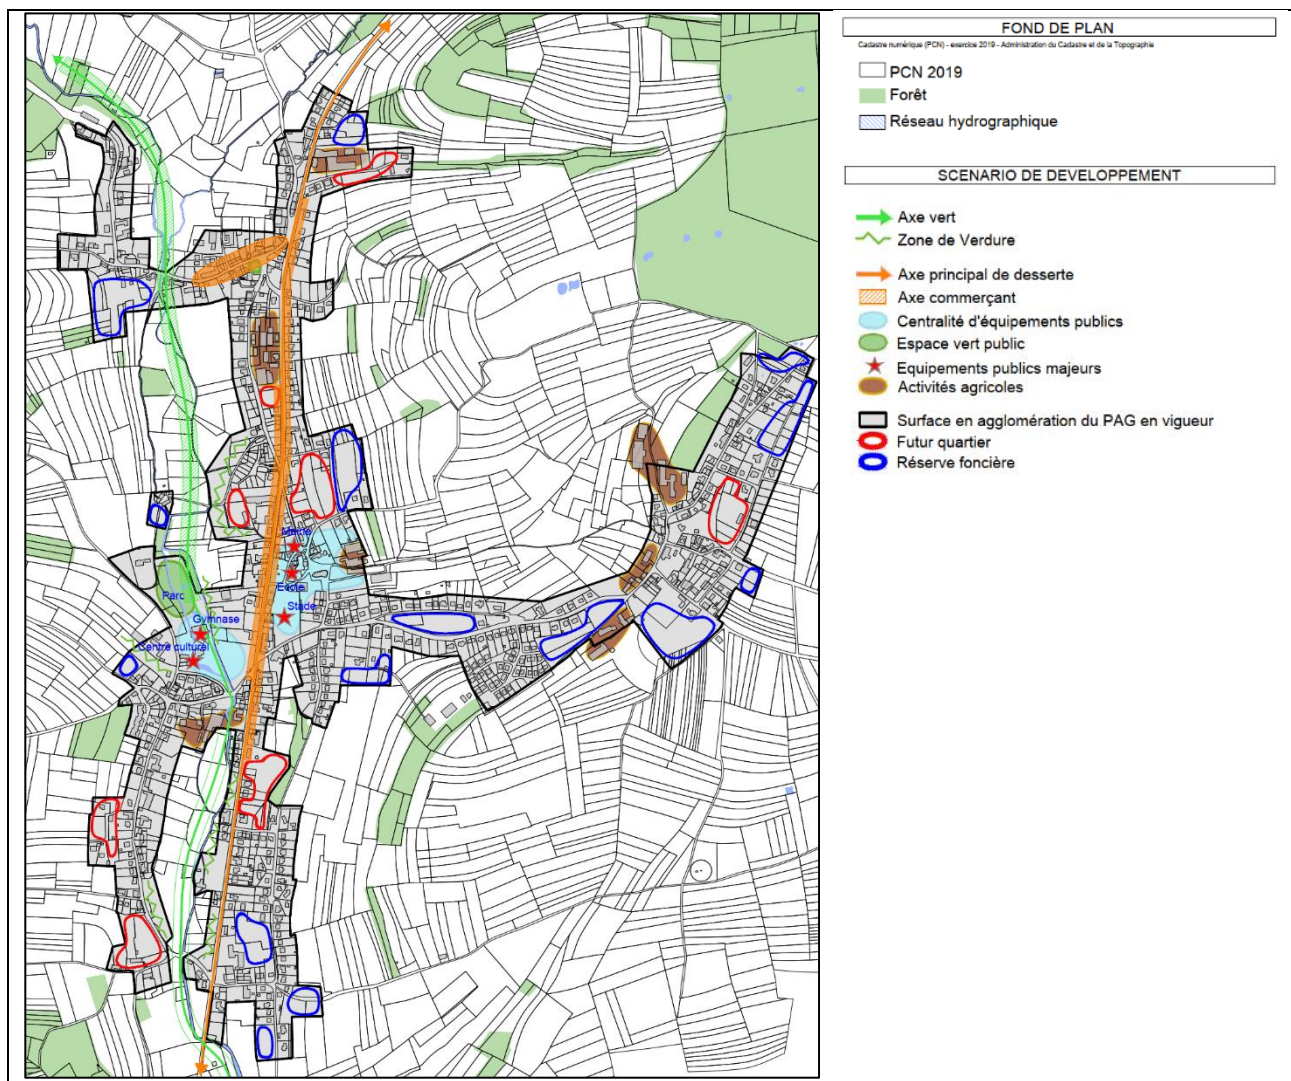 FOND DE PLAN
Cadastre numérique (PCN) - exercice 2019 - Administration du Cadastre et de la Topographie
PCN 2019
Forêt
Réseau hydrographique
SCENARIO DE DEVELOPPEMENT
Axe vert
Zone de Verdure
Axe principal de desserte
Axe commerçant
Centralité d'équipements publics
Espace vert public
Equipements publics majeurs
Activités agricoles
Surface en agglomération du PAG en vigueur
Futur quartier
Réserve foncière
Mairie
Ecole
Parc
Stade
Gymnase
Centre culturel